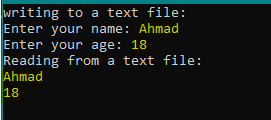 writing to a text file:
Enter your name: Ahmad
Enter your age: 18
Reading from a text file:
Ahmad
18